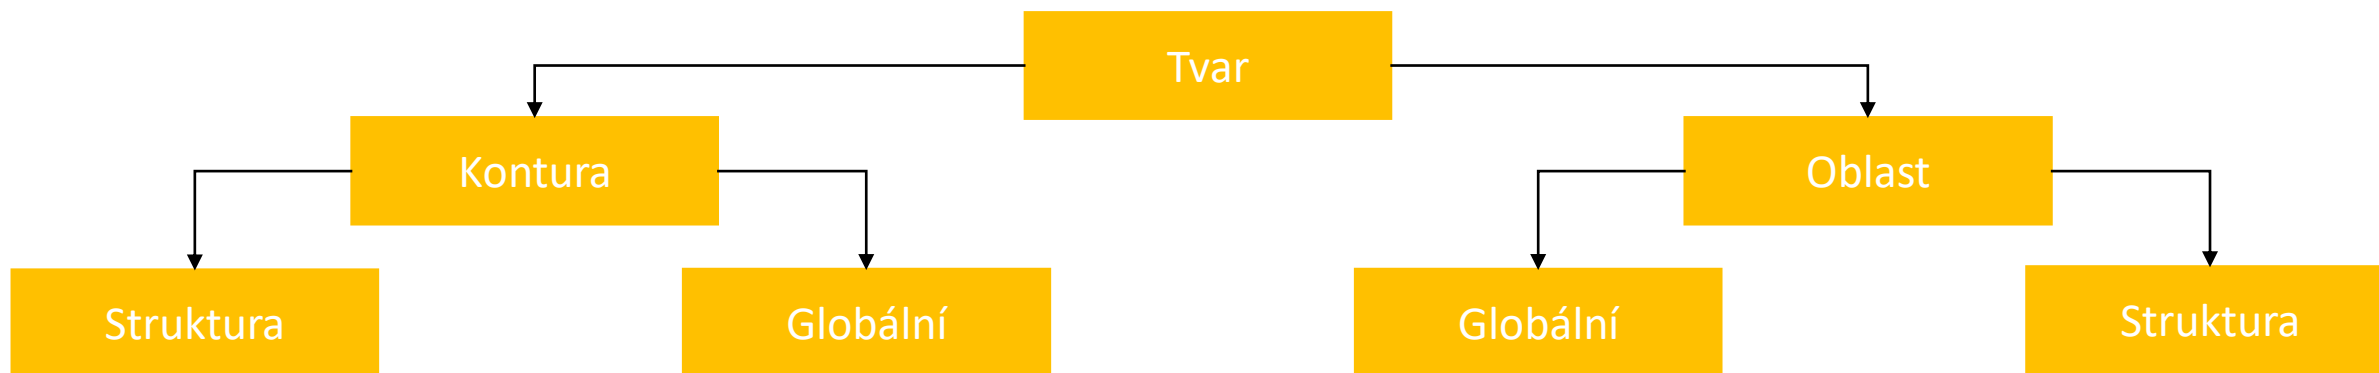 Tvar
Kontura
Oblast
Struktura
Globální
Globální
Struktura